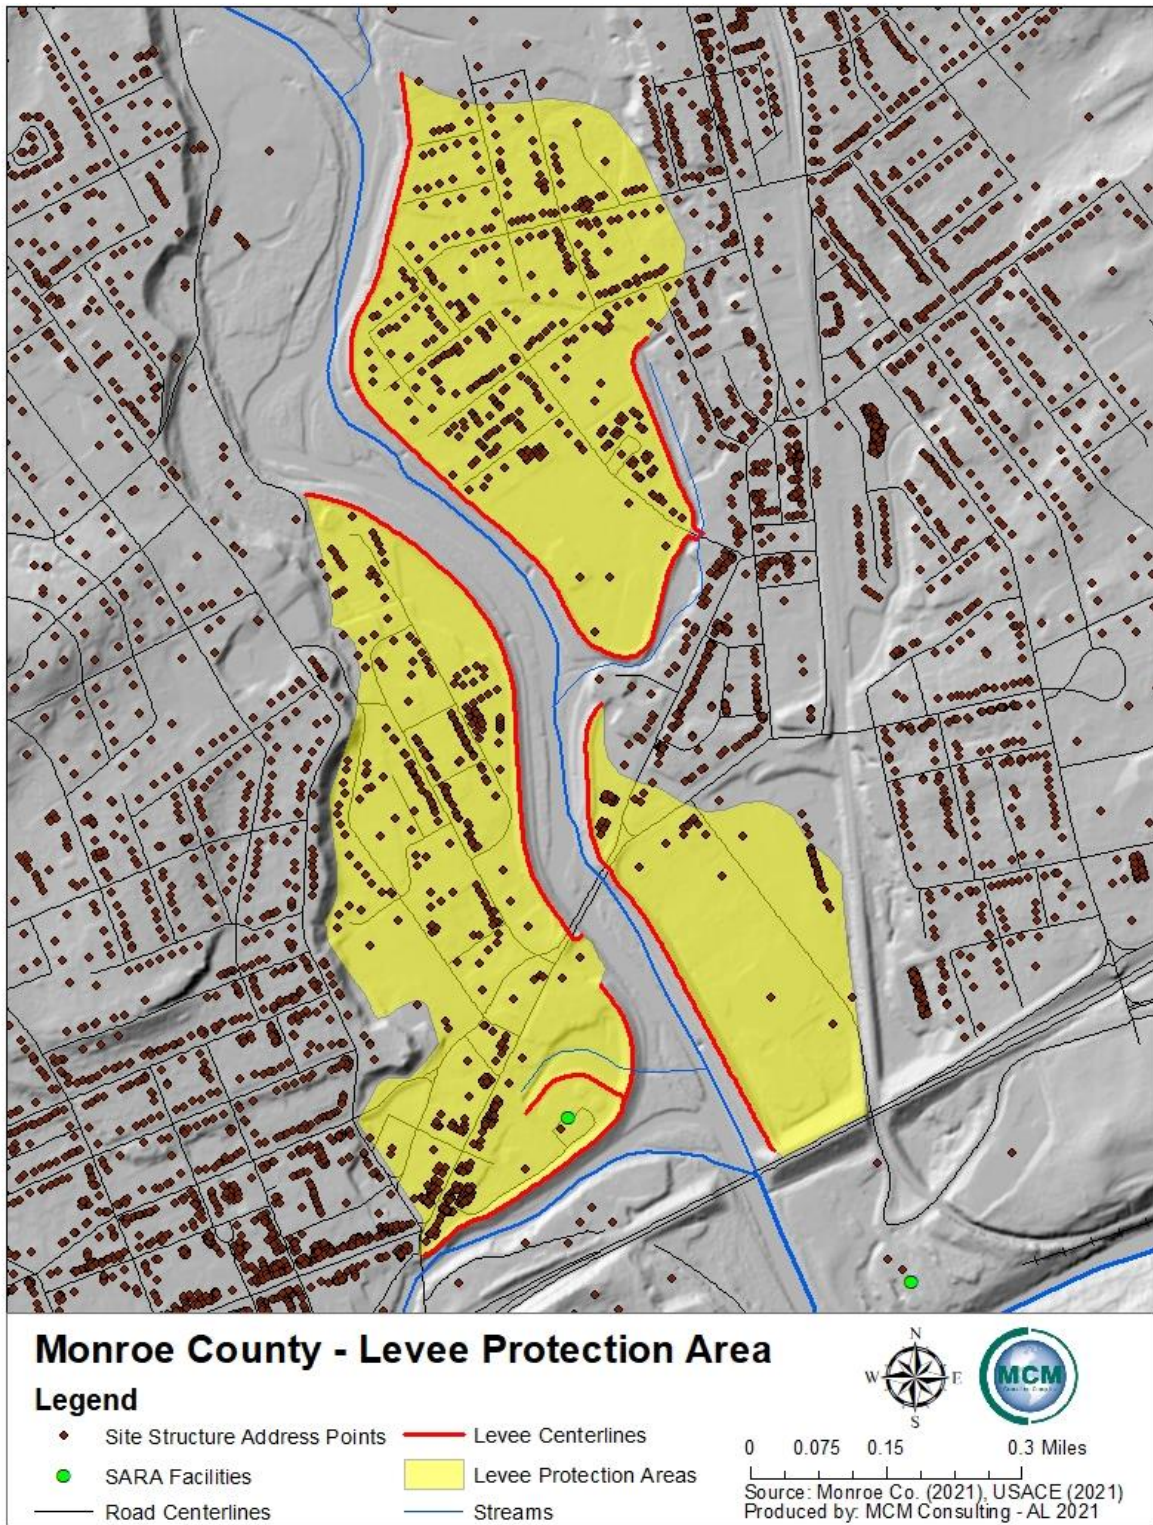 Monroe County - Levee Protection Area
N
W E
S
MCM
Legend
Site Structure Address Points
Levee Centerlines
SARA Facilities
Levee Protection Areas
Road Centerlines
Streams
0 0.075 0.15 0.3 Miles
Source: Monroe Co. (2021), USACE (2021)
Produced by: MCM Consulting - AL 2021